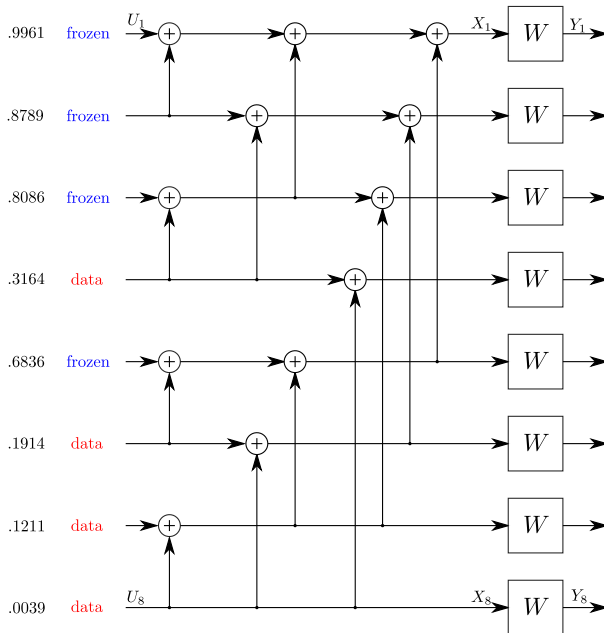 .9961 frozen U₁ + + + X₁ W Y₁
.8789 frozen + + W
.8086 frozen + + W
.3164 data + W
.6836 frozen + + W
.1914 data + W
.1211 data + W
.0039 data U₈ X₈ W Y₈